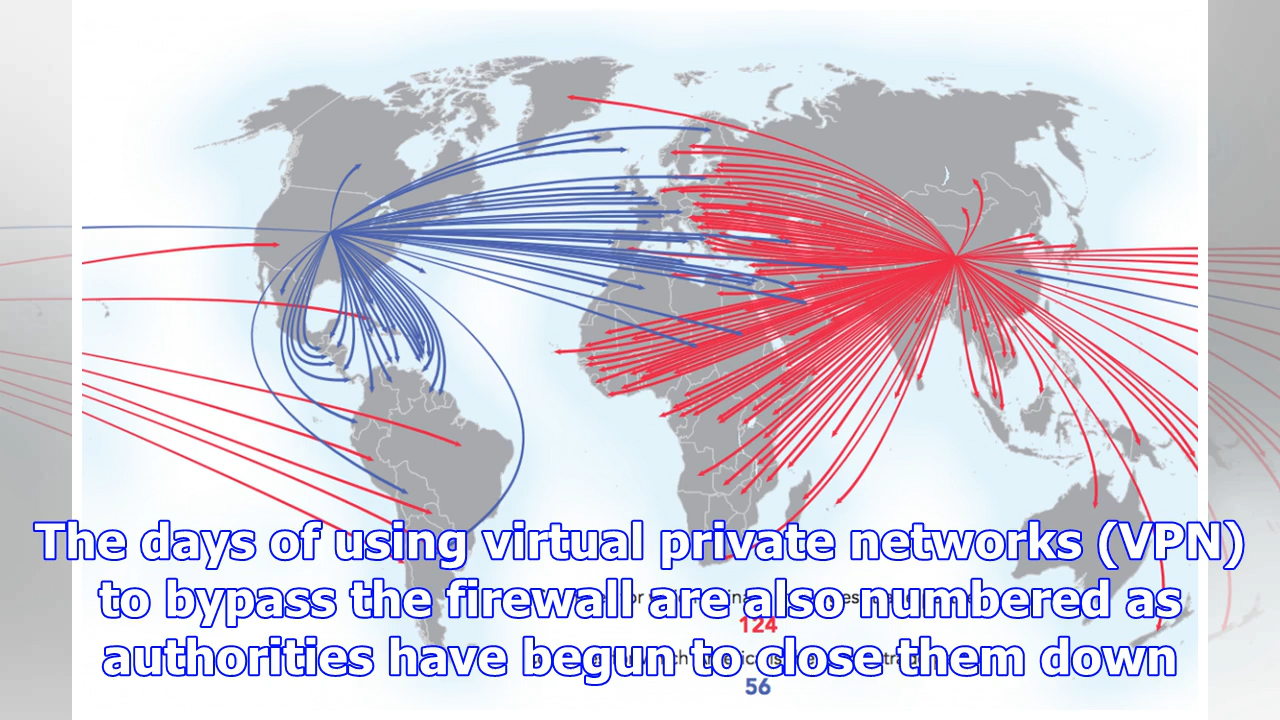 The days of using virtual private networks (VPN)
to bypass the firewall are also numbered as
124
authorities have begun to close them down
56